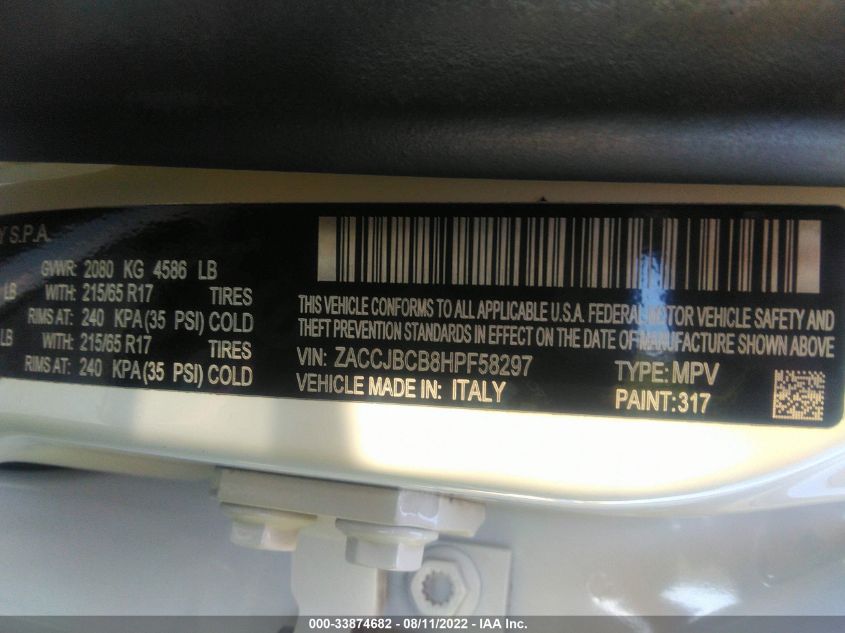 Y S.P.A.
GVWR: 2080 KG 4586 LB
LB WITH: 215/65 R17 TIRES
RIMS AT: 240 KPA(35 PSI) COLD
LB WITH: 215/65 R17 TIRES
RIMS AT: 240 KPA(35 PSI) COLD
THIS VEHICLE CONFORMS TO ALL APPLICABLE U.S.A. FEDERAL MOTOR VEHICLE SAFETY AND
THEFT PREVENTION STANDARDS IN EFFECT ON THE DATE OF MANUFACTURE SHOWN ABOVE
VIN: ZACCJBCB8HPF58297 TYPE: MPV
VEHICLE MADE IN: ITALY PAINT:317
000-33874682 - 08/11/2022 - IAA Inc.